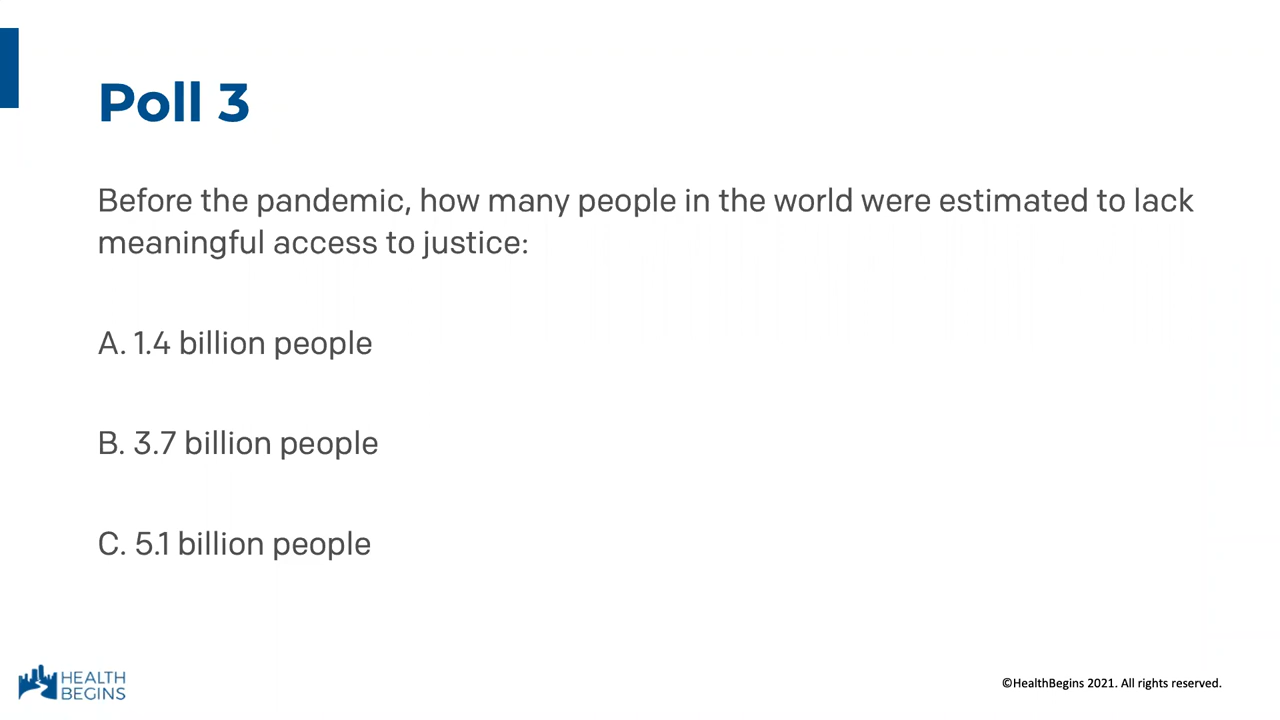 Poll 3
Before the pandemic, how many people in the world were estimated to lack
meaningful access to justice:
A. 1.4 billion people
B. 3.7 billion people
C. 5.1 billion people
HEALTH
BEGINS
©HealthBegins 2021. All rights reserved.